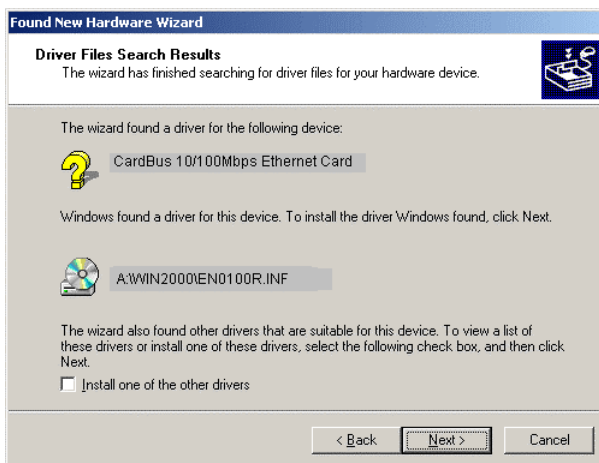 Found New Hardware Wizard
Driver Files Search Results
The wizard has finished searching for driver files for your hardware device.
The wizard found a driver for the following device:
CardBus 10/100Mbps Ethernet Card
Windows found a driver for this device. To install the driver Windows found, click Next.
A:\WIN2000\EN0100R.INF
The wizard also found other drivers that are suitable for this device. To view a list of
these drivers or install one of these drivers, select the following check box, and then click
Next.
Install one of the other drivers
< Back Next > Cancel